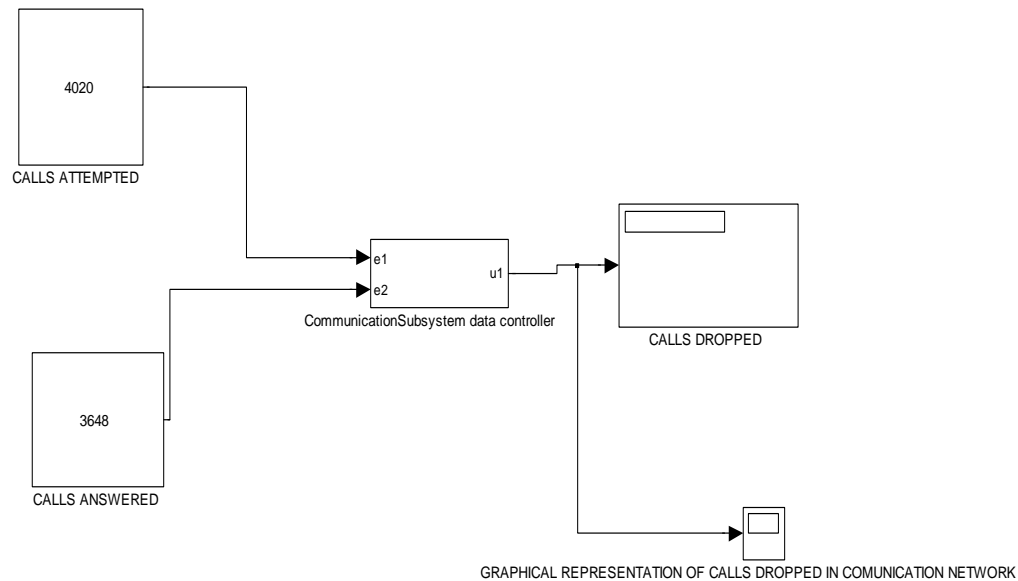 4020
CALLS ATTEMPTED
e1
e2
u1
CommunicationSubsystem data controller
CALLS DROPPED
3648
CALLS ANSWERED
GRAPHICAL REPRESENTATION OF CALLS DROPPED IN COMUNICATION NETWORK